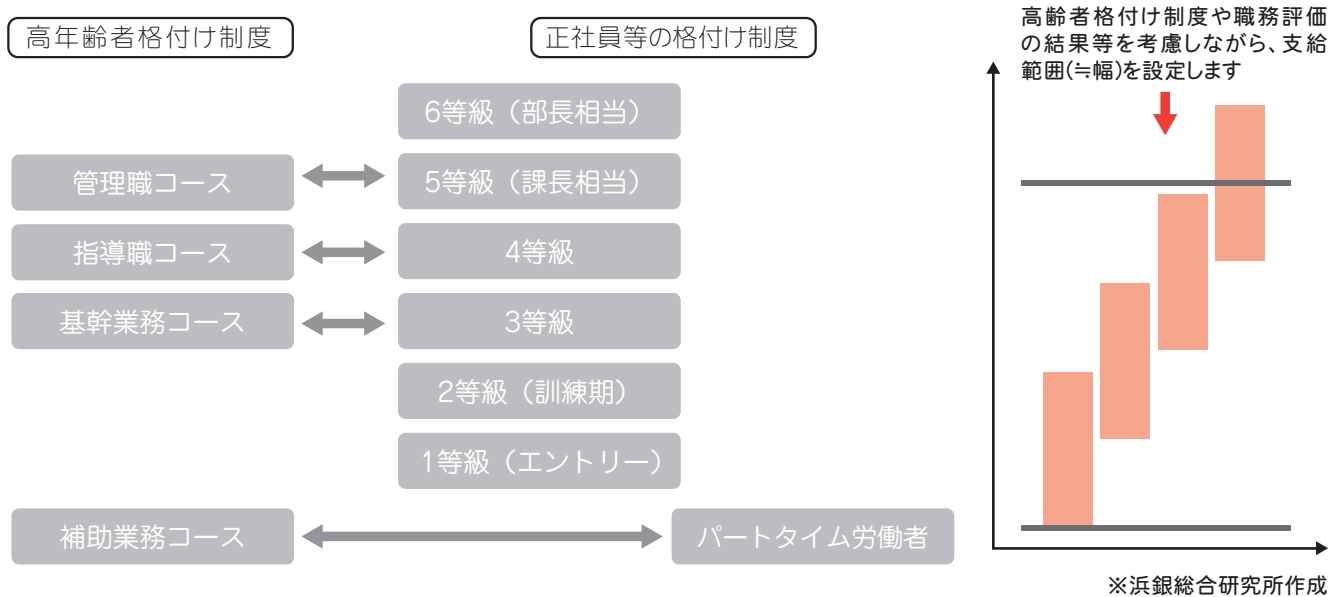 高年齢者格付け制度
正社員等の格付け制度
6等級（部長相当）
管理職コース
5等級（課長相当）
指導職コース
4等級
基幹業務コース
3等級
2等級（訓練期）
1等級（エントリー）
補助業務コース
パートタイム労働者
高齢者格付け制度や職務評価
の結果等を考慮しながら、支給
範囲(≒幅)を設定します
※浜銀総合研究所作成